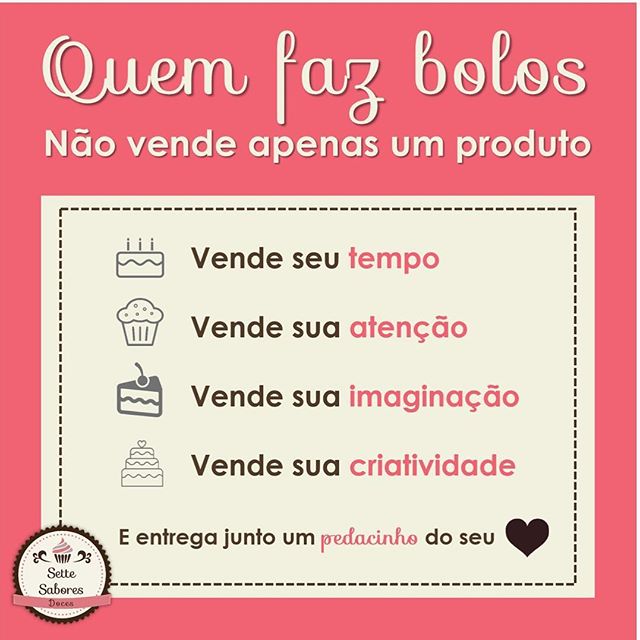 Quem faz bolos
Não vende apenas um produto
Vende seu tempo
Vende sua atenção
Vende sua imaginação
Vende sua criatividade
E entrega junto um pedacinho do seu
Sette
Sabores
Doces